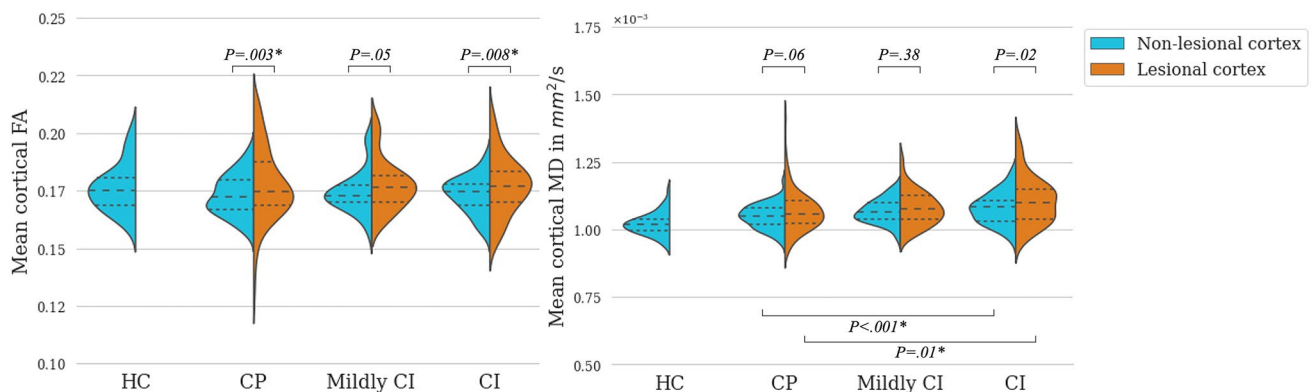 0.25
0.22
0.20
0.17
0.15
0.12
0.10
Mean cortical FA
P=.003*
P=.05
P=.008*
HC
CP
Mildly CI
CI
×10⁻³
1.75
1.50
1.25
1.00
0.75
0.50
Mean cortical MD in mm²/s
P=.06
P=.38
P=.02
P<.001*
P=.01*
HC
CP
Mildly CI
CI
Non-lesional cortex
Lesional cortex